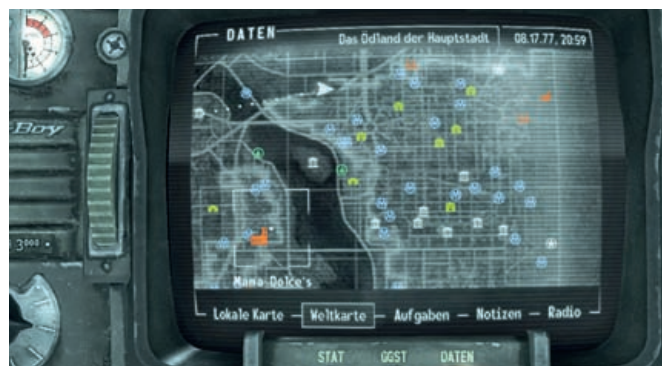 DATEN
Das Ödland der Hauptstadt
08.17.77, 20:59
Boy
3000
Mama Dolce's
Lokale Karte
Weltkarte
Aufgaben
Notizen
Radio
STAT
GGST
DATEN